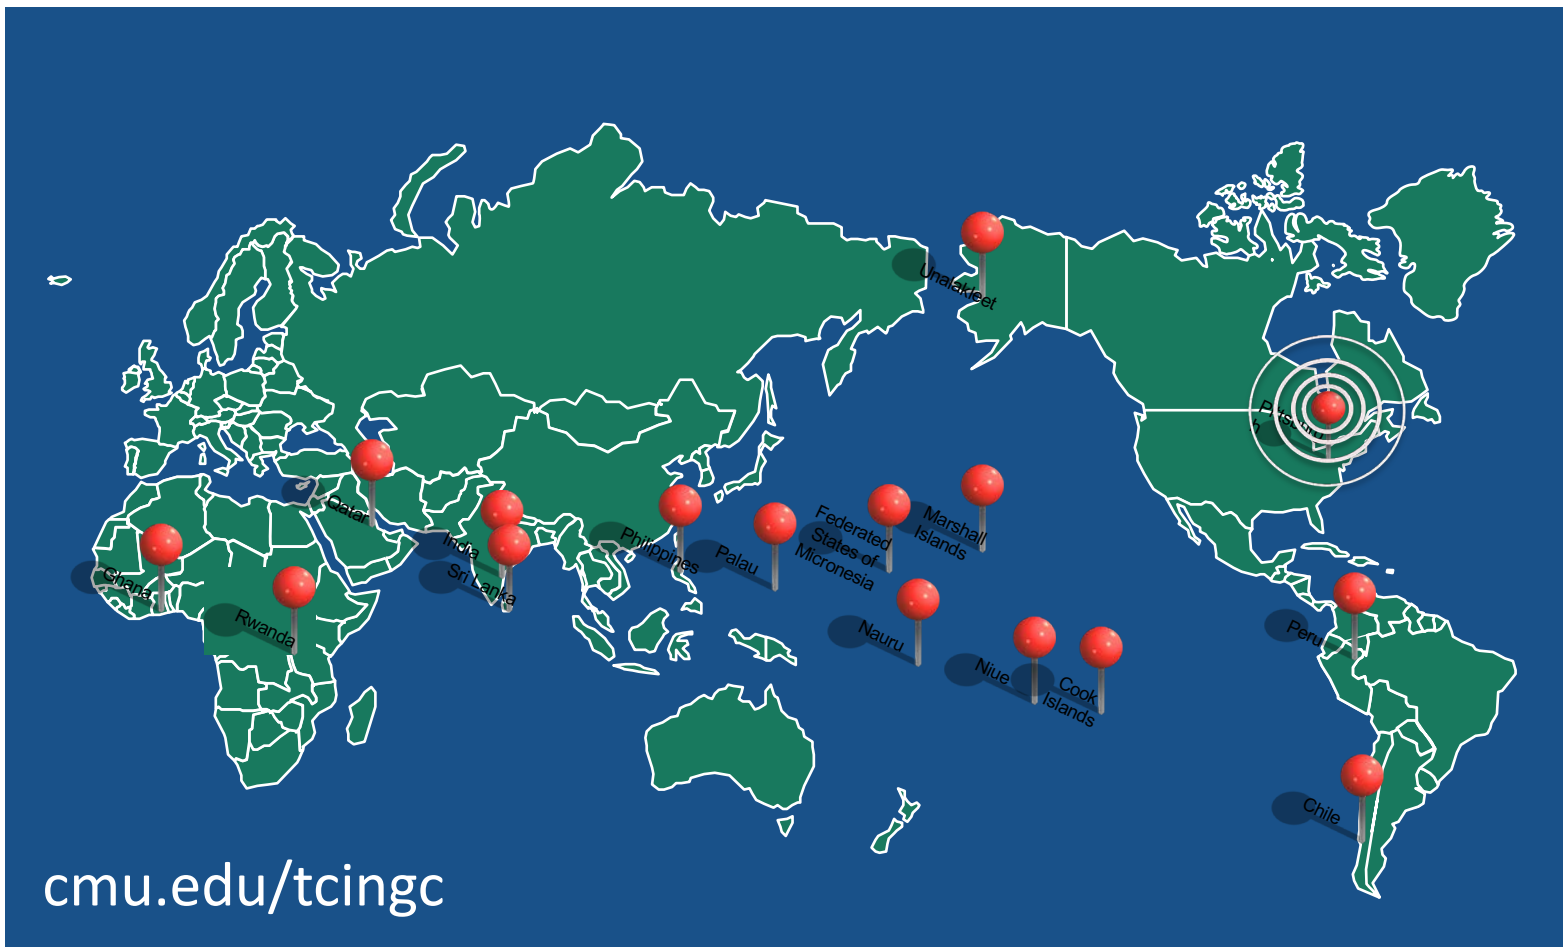 Unalakleet
Qatar
Ghana
Rwanda
India
Sri Lanka
Philippines
Palau
Federated
States of
Micronesia
Marshall
Islands
Nauru
Niue
Cook
Islands
Peru
Chile
cmu.edu/tcingc